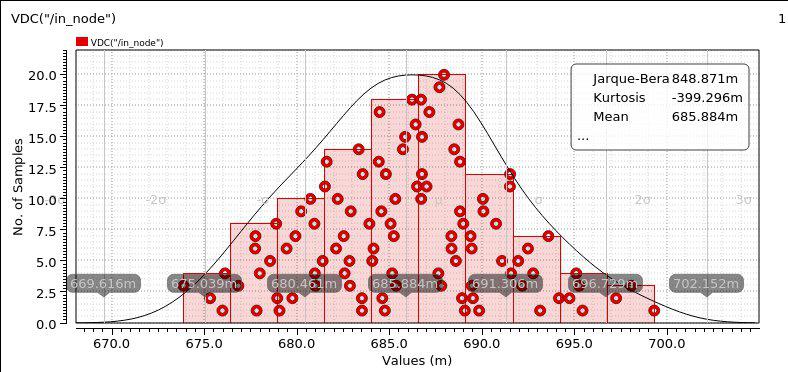 VDC("/in_node") 1
VDC("/in_node")
Jarque-Bera 848.871m
Kurtosis -399.296m
Mean 685.884m
...
No. of Samples
20.0
17.5
15.0
12.5
10.0
7.5
5.0
2.5
0.0
-2σ μ σ 2σ 3σ
669.616m 675.039m 680.461m 685.884m 691.306m 696.729m 702.152m
670.0 675.0 680.0 685.0 690.0 695.0 700.0
Values (m)